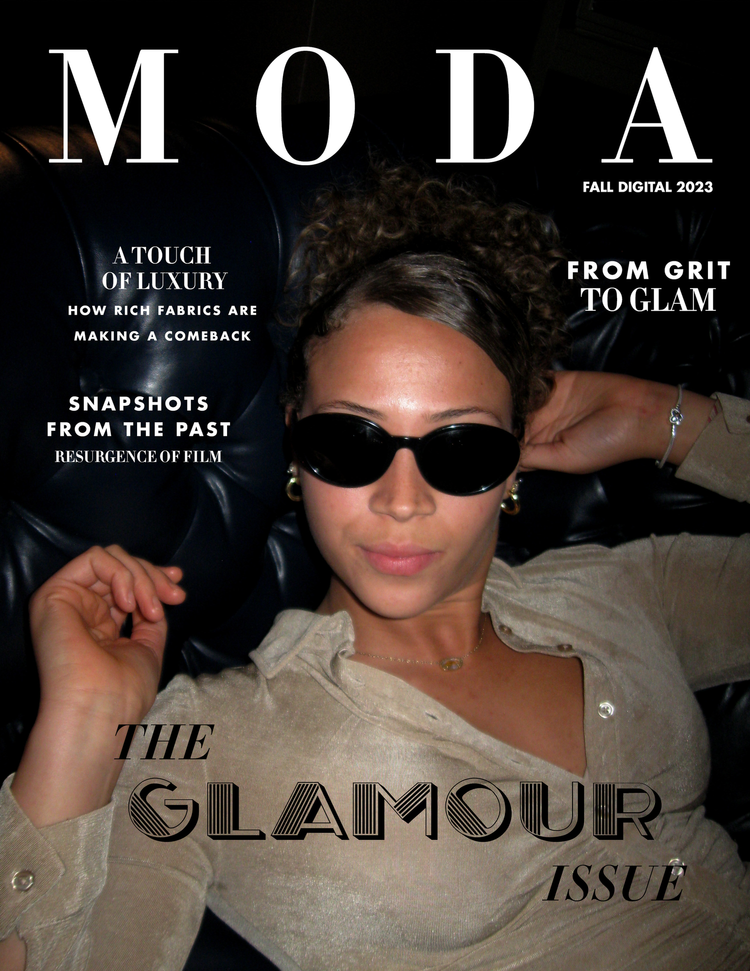 MODA
FALL DIGITAL 2023
A TOUCH
OF LUXURY
HOW RICH FABRICS ARE
MAKING A COMEBACK
FROM GRIT
TO GLAM
SNAPSHOTS
FROM THE PAST
RESURGENCE OF FILM
THE
GLAMOUR
ISSUE